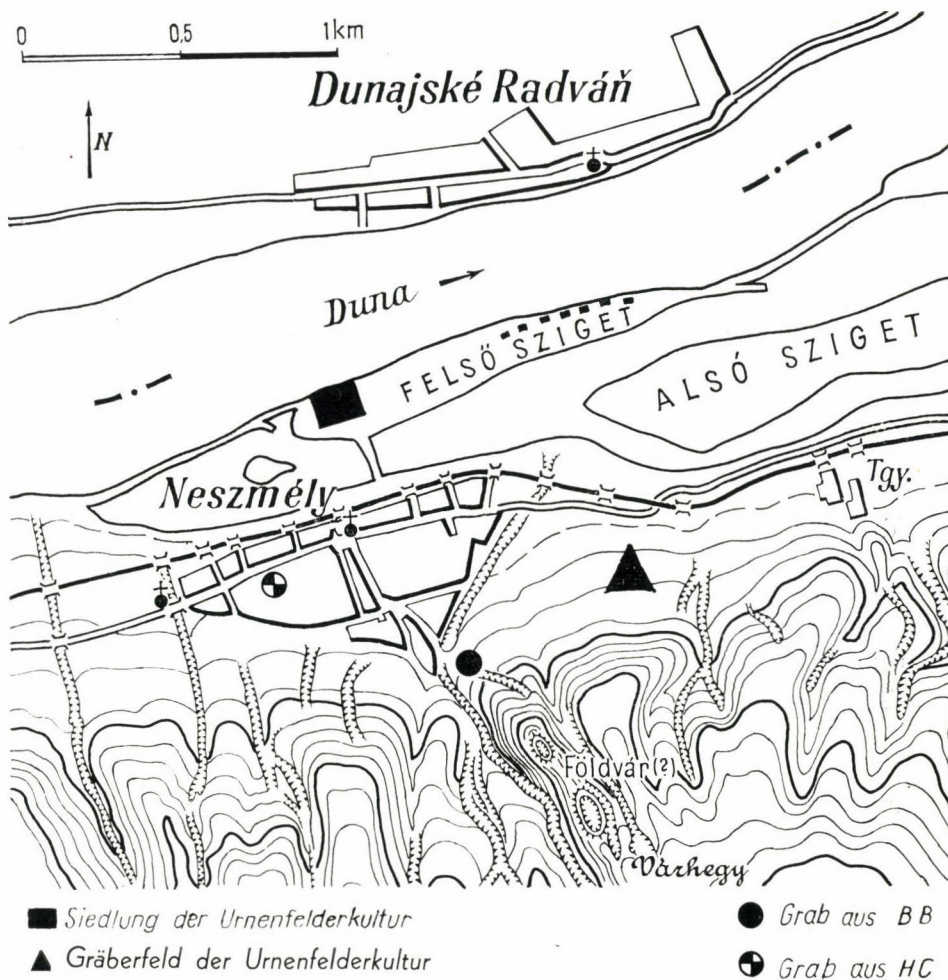 0 0,5 1km
Dunajské Radváň
N
Duna
FELSŐ SZIGET
ALSÓ SZIGET
Neszmély
Tgy.
Földvár(?)
Várhegy
Siedlung der Urnenfelderkultur
Gräberfeld der Urnenfelderkultur
Grab aus BB
Grab aus HC